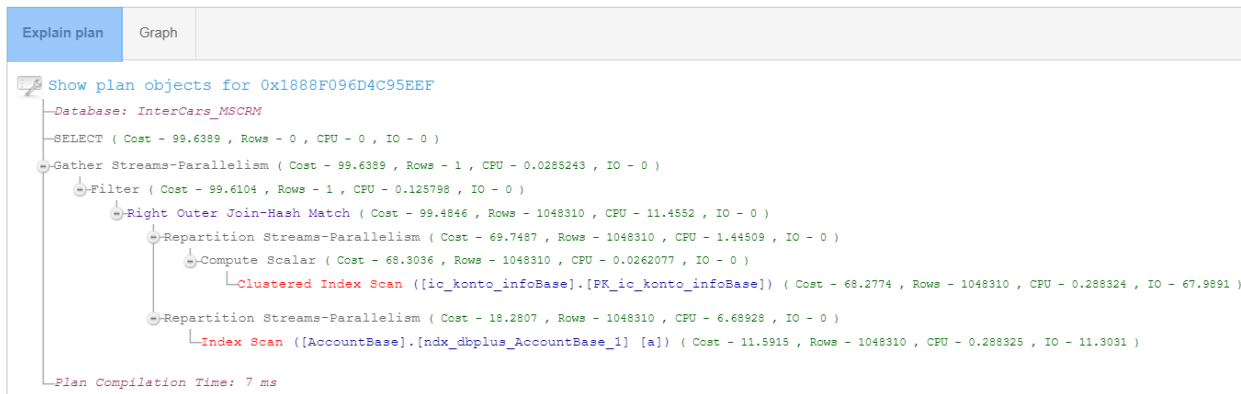 Explain plan
Graph
Show plan objects for 0x1888F096D4C95EEF
Database: InterCars_MSCRM
SELECT ( Cost - 99.6389 , Rows - 0 , CPU - 0 , IO - 0 )
Gather Streams-Parallelism ( Cost - 99.6389 , Rows - 1 , CPU - 0.0285243 , IO - 0 )
Filter ( Cost - 99.6104 , Rows - 1 , CPU - 0.125798 , IO - 0 )
Right Outer Join-Hash Match ( Cost - 99.4846 , Rows - 1048310 , CPU - 11.4552 , IO - 0 )
Repartition Streams-Parallelism ( Cost - 69.7487 , Rows - 1048310 , CPU - 1.44509 , IO - 0 )
Compute Scalar ( Cost - 68.3036 , Rows - 1048310 , CPU - 0.0262077 , IO - 0 )
Clustered Index Scan ([ic_konto_infoBase].[PK_ic_konto_infoBase]) ( Cost - 68.2774 , Rows - 1048310 , CPU - 0.288324 , IO - 67.9891 )
Repartition Streams-Parallelism ( Cost - 18.2807 , Rows - 1048310 , CPU - 6.68928 , IO - 0 )
Index Scan ([AccountBase].[ndx_dbplus_AccountBase_1] [a]) ( Cost - 11.5915 , Rows - 1048310 , CPU - 0.288325 , IO - 11.3031 )
Plan Compilation Time: 7 ms